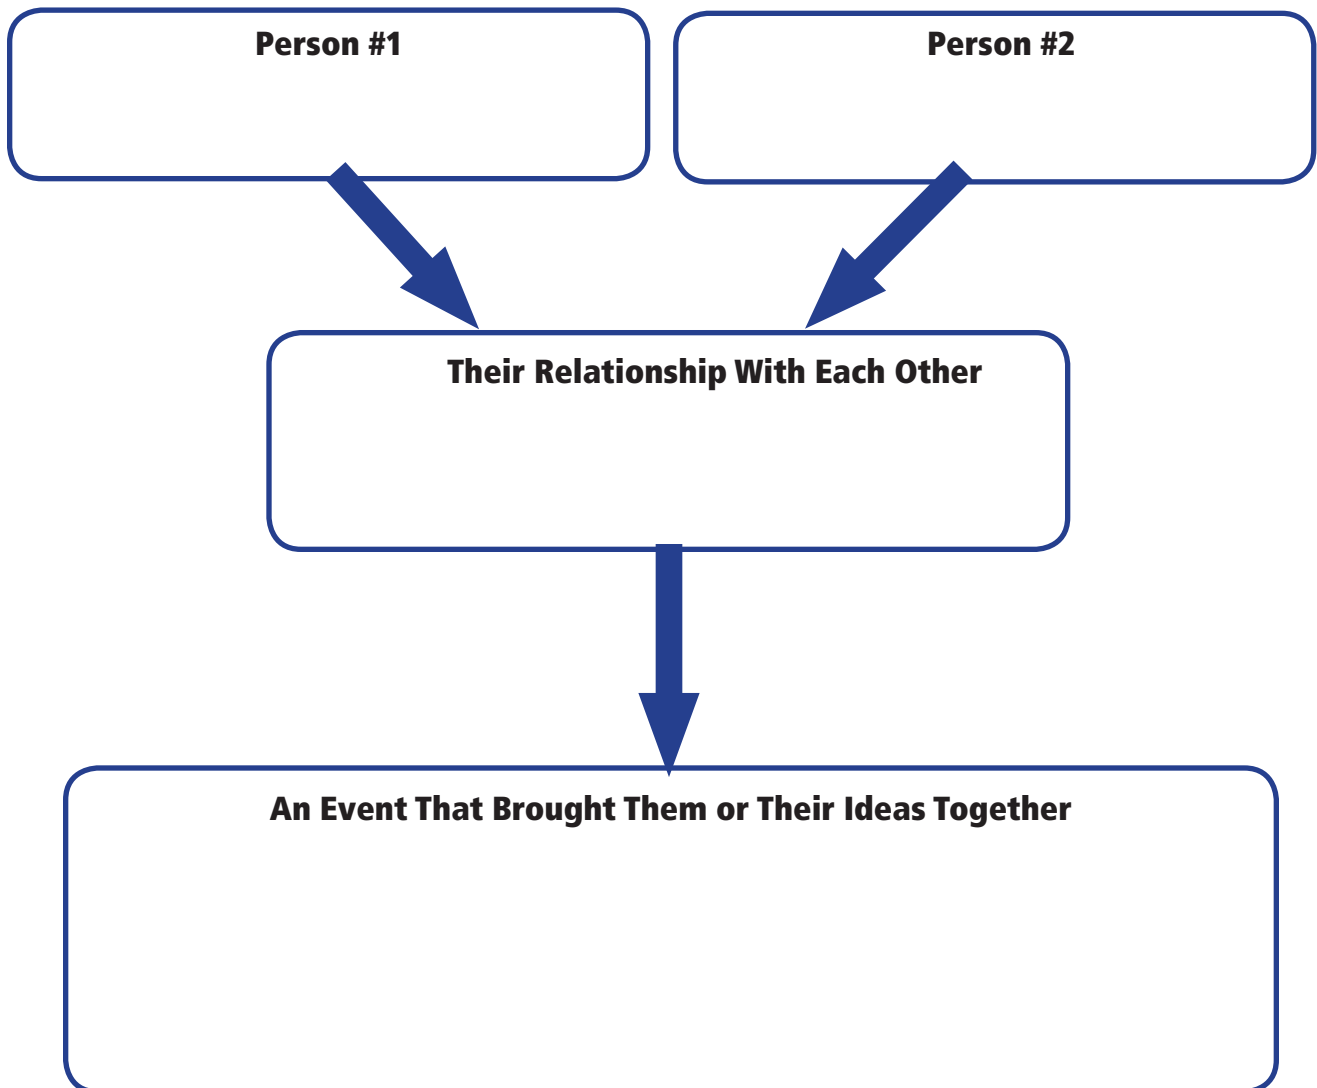 Person #1
Person #2
Their Relationship With Each Other
An Event That Brought Them or Their Ideas Together